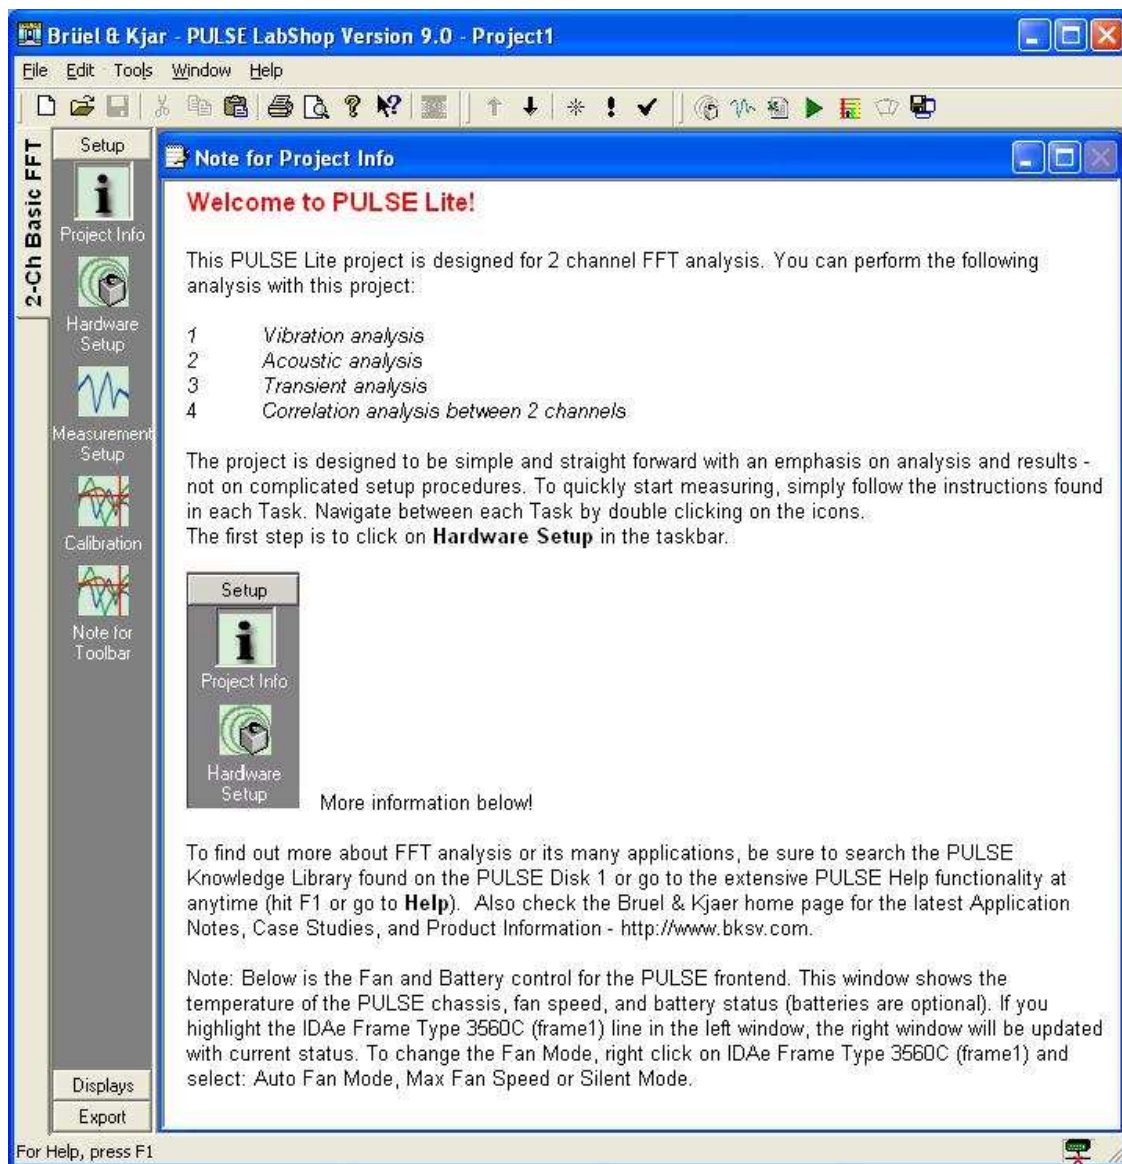 Brüel & Kjar - PULSE LabShop Version 9.0 - Project1
File Edit Tools Window Help
2-Ch Basic FFT
Setup
Project Info
Hardware
Setup
Measurement
Setup
Calibration
Note for
Toolbar
Displays
Export
Note for Project Info
Welcome to PULSE Lite!
This PULSE Lite project is designed for 2 channel FFT analysis. You can perform the following
analysis with this project:
1 Vibration analysis
2 Acoustic analysis
3 Transient analysis
4 Correlation analysis between 2 channels
The project is designed to be simple and straight forward with an emphasis on analysis and results -
not on complicated setup procedures. To quickly start measuring, simply follow the instructions found
in each Task. Navigate between each Task by double clicking on the icons.
The first step is to click on Hardware Setup in the taskbar.
Setup
Project Info
Hardware
Setup
More information below!
To find out more about FFT analysis or its many applications, be sure to search the PULSE
Knowledge Library found on the PULSE Disk 1 or go to the extensive PULSE Help functionality at
anytime (hit F1 or go to Help). Also check the Bruel & Kjaer home page for the latest Application
Notes, Case Studies, and Product Information - http://www.bksv.com.
Note: Below is the Fan and Battery control for the PULSE frontend. This window shows the
temperature of the PULSE chassis, fan speed, and battery status (batteries are optional). If you
highlight the IDAe Frame Type 3560C (frame1) line in the left window, the right window will be updated
with current status. To change the Fan Mode, right click on IDAe Frame Type 3560C (frame1) and
select: Auto Fan Mode, Max Fan Speed or Silent Mode.
For Help, press F1